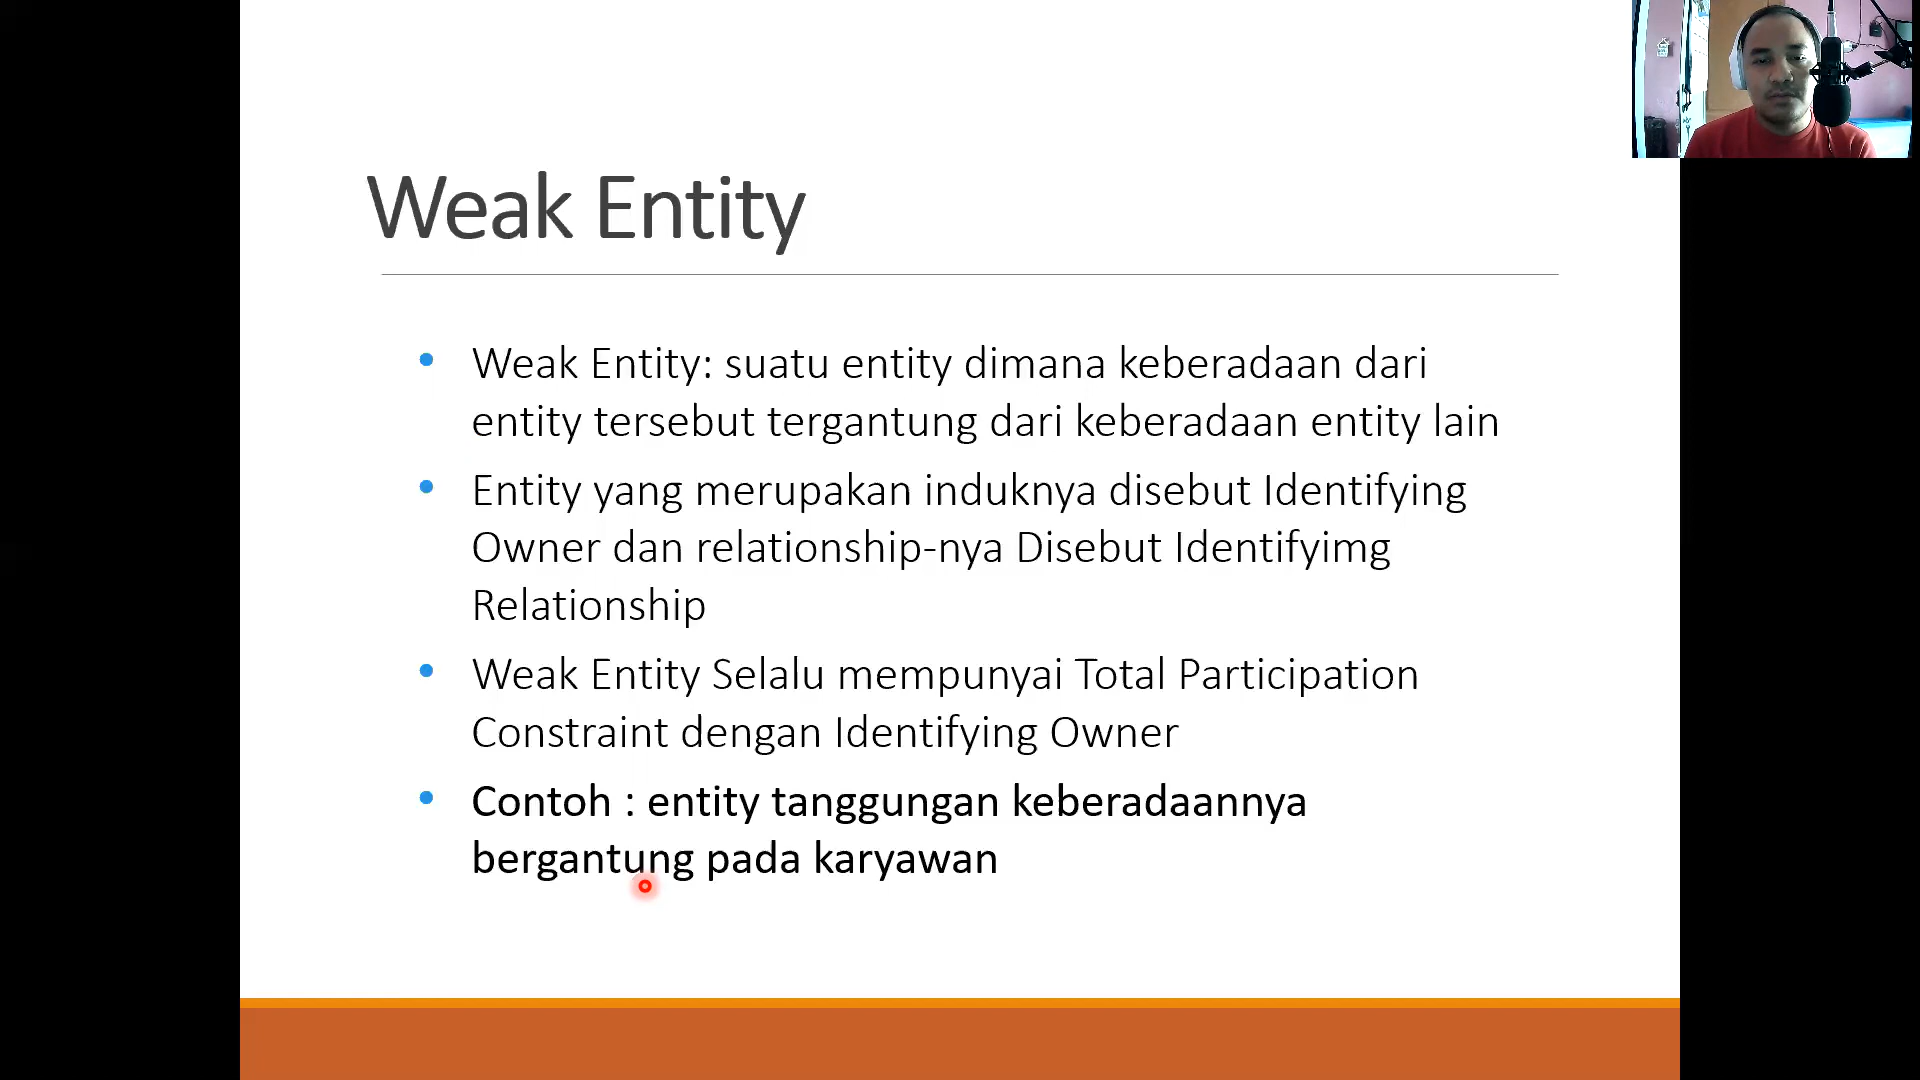 Weak Entity
• Weak Entity: suatu entity dimana keberadaan dari
entity tersebut tergantung dari keberadaan entity lain
• Entity yang merupakan induknya disebut Identifying
Owner dan relationship-nya Disebut Identifyimg
Relationship
• Weak Entity Selalu mempunyai Total Participation
Constraint dengan Identifying Owner
• Contoh : entity tanggungan keberadaannya
bergantung pada karyawan